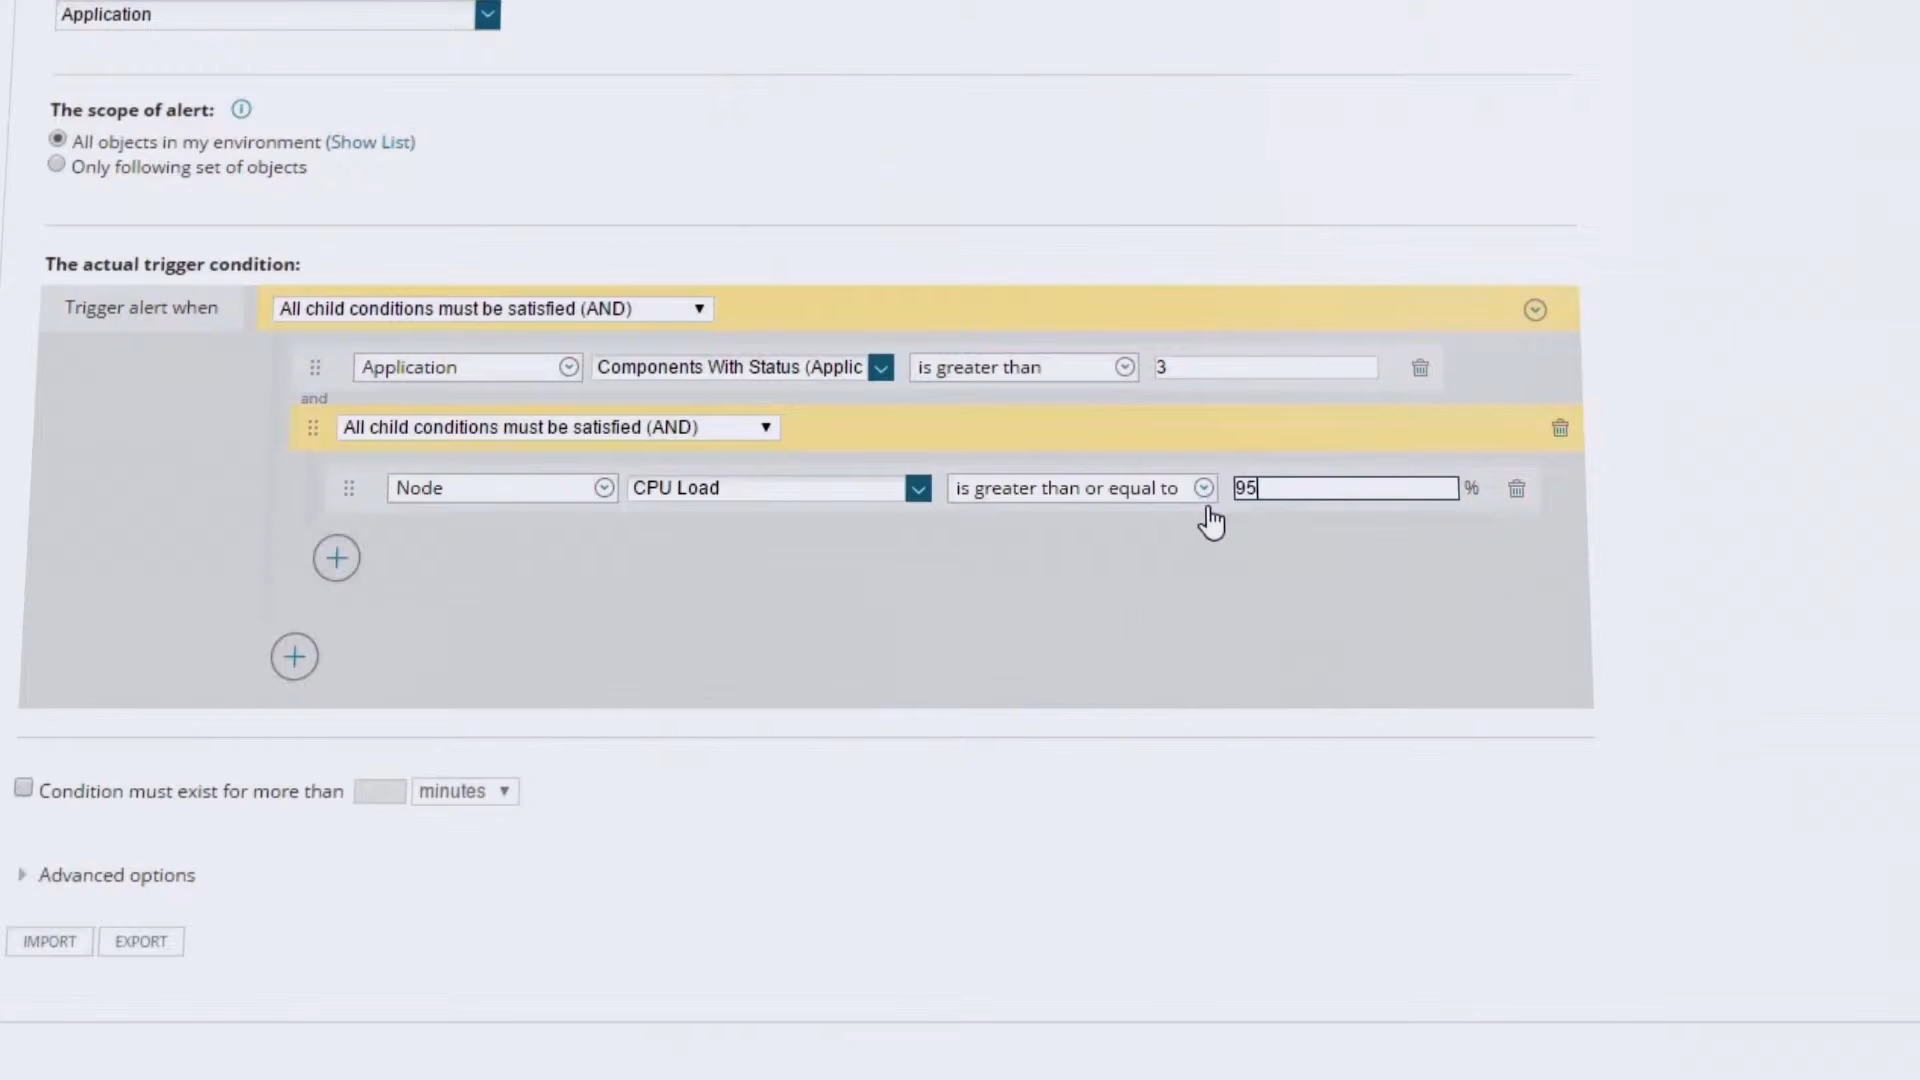 Application
The scope of alert:
All objects in my environment (Show List)
Only following set of objects
The actual trigger condition:
Trigger alert when All child conditions must be satisfied (AND)
Application Components With Status (Applic is greater than 3
and
All child conditions must be satisfied (AND)
Node CPU Load is greater than or equal to 95 %
Condition must exist for more than minutes
Advanced options
IMPORT EXPORT